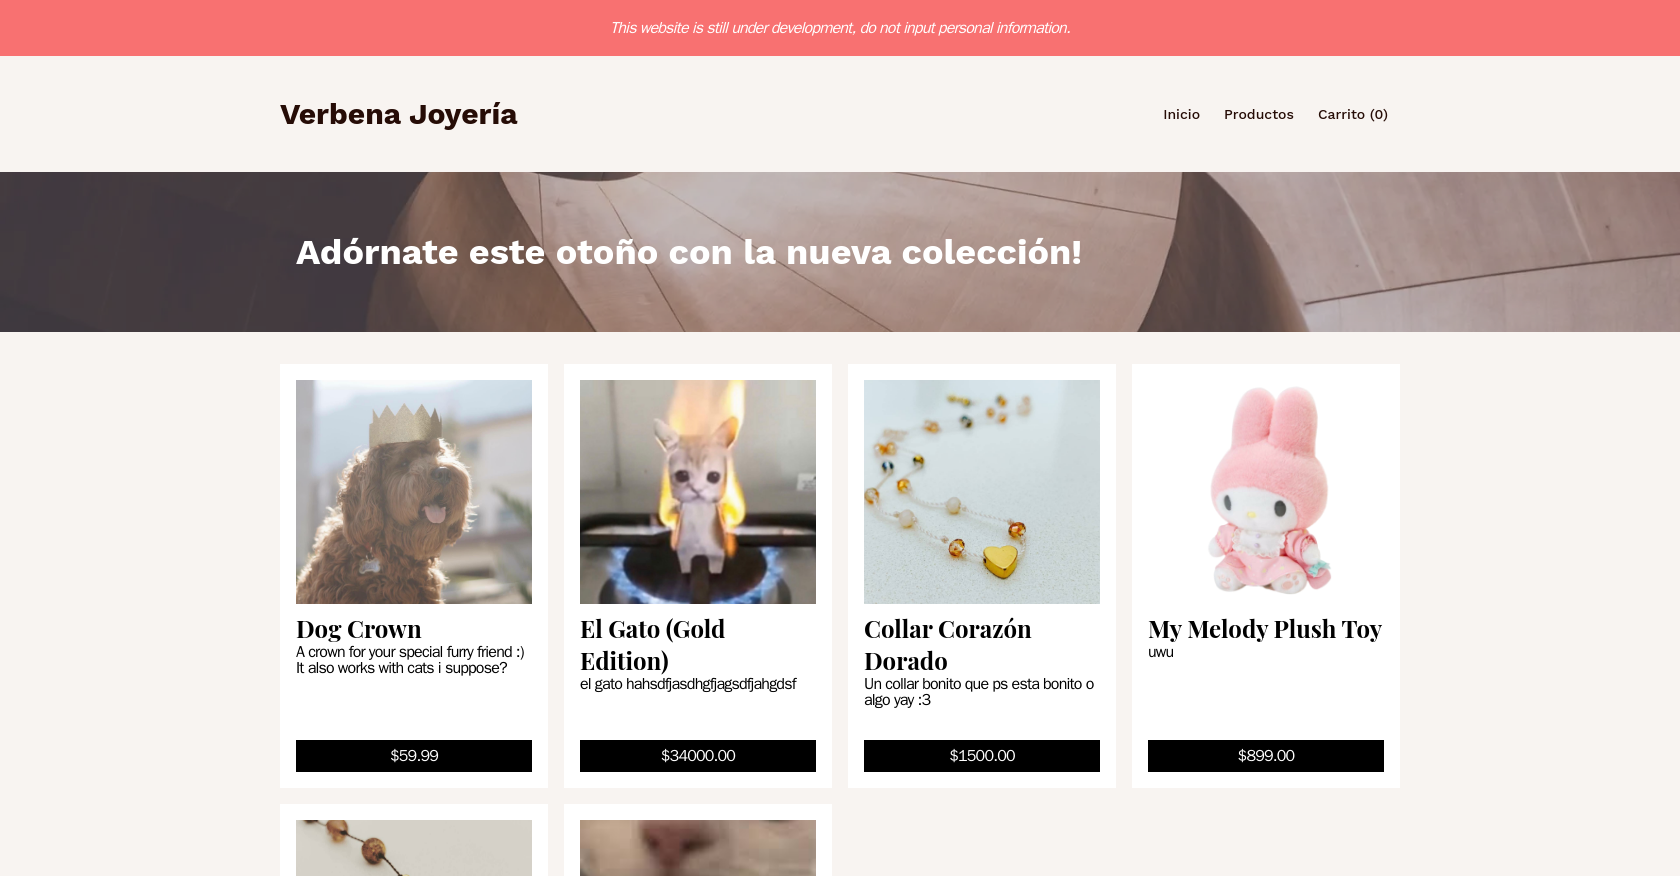 This website is still under development, do not input personal information.
Verbena Joyería
Inicio Productos Carrito (0)
Adórnate este otoño con la nueva colección!
Dog Crown
A crown for your special furry friend :)
It also works with cats i suppose?
$59.99
El Gato (Gold
Edition)
el gato hahsdfjasdhgfjagsdfjahgdsf
$34000.00
Collar Corazón
Dorado
Un collar bonito que ps esta bonito o
algo yay :3
$1500.00
My Melody Plush Toy
uwu
$899.00